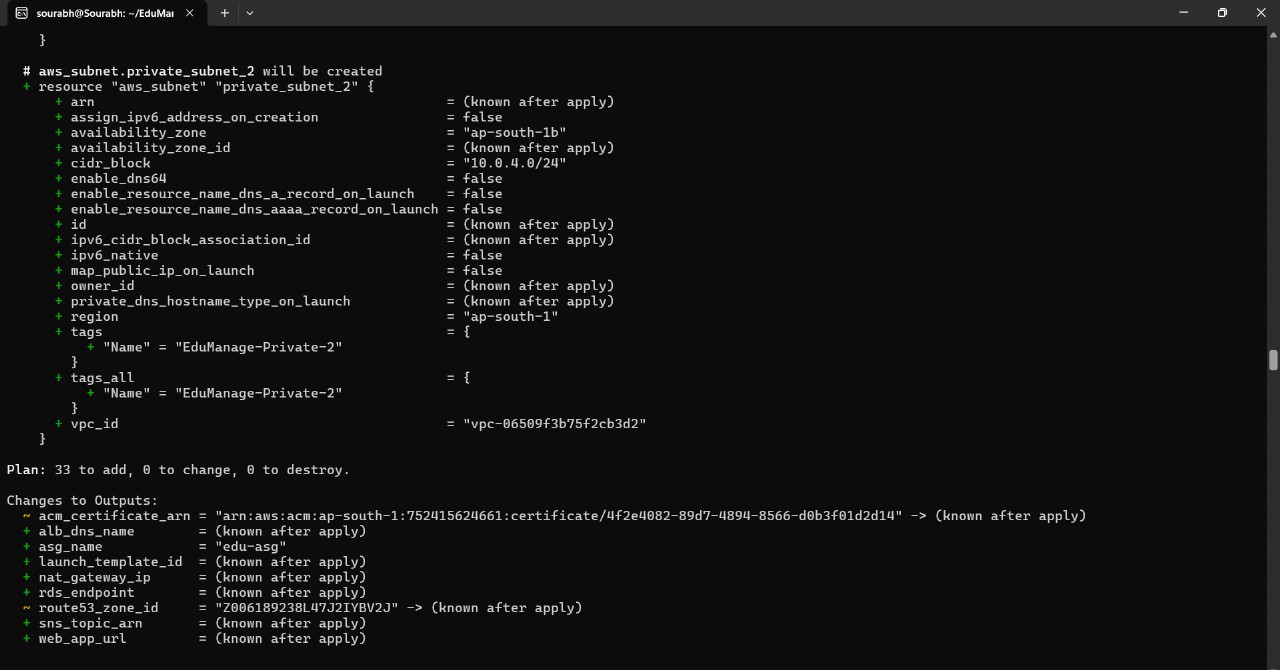 sourabh@Sourabh: ~/EduMar
}
# aws_subnet.private_subnet_2 will be created
+ resource "aws_subnet" "private_subnet_2" {
+ arn = (known after apply)
+ assign_ipv6_address_on_creation = false
+ availability_zone = "ap-south-1b"
+ availability_zone_id = (known after apply)
+ cidr_block = "10.0.4.0/24"
+ enable_dns64 = false
+ enable_resource_name_dns_a_record_on_launch = false
+ enable_resource_name_dns_aaaa_record_on_launch = false
+ id = (known after apply)
+ ipv6_cidr_block_association_id = (known after apply)
+ ipv6_native = false
+ map_public_ip_on_launch = false
+ owner_id = (known after apply)
+ private_dns_hostname_type_on_launch = (known after apply)
+ region = "ap-south-1"
+ tags = {
+ "Name" = "EduManage-Private-2"
}
+ tags_all = {
+ "Name" = "EduManage-Private-2"
}
+ vpc_id = "vpc-06509f3b75f2cb3d2"
}
Plan: 33 to add, 0 to change, 0 to destroy.
Changes to Outputs:
~ acm_certificate_arn = "arn:aws:acm:ap-south-1:752415624661:certificate/4f2e4082-89d7-4894-8566-d0b3f01d2d14" -> (known after apply)
+ alb_dns_name = (known after apply)
+ asg_name = "edu-asg"
+ launch_template_id = (known after apply)
+ nat_gateway_ip = (known after apply)
+ rds_endpoint = (known after apply)
~ route53_zone_id = "Z006189238L47J2IYBV2J" -> (known after apply)
+ sns_topic_arn = (known after apply)
+ web_app_url = (known after apply)